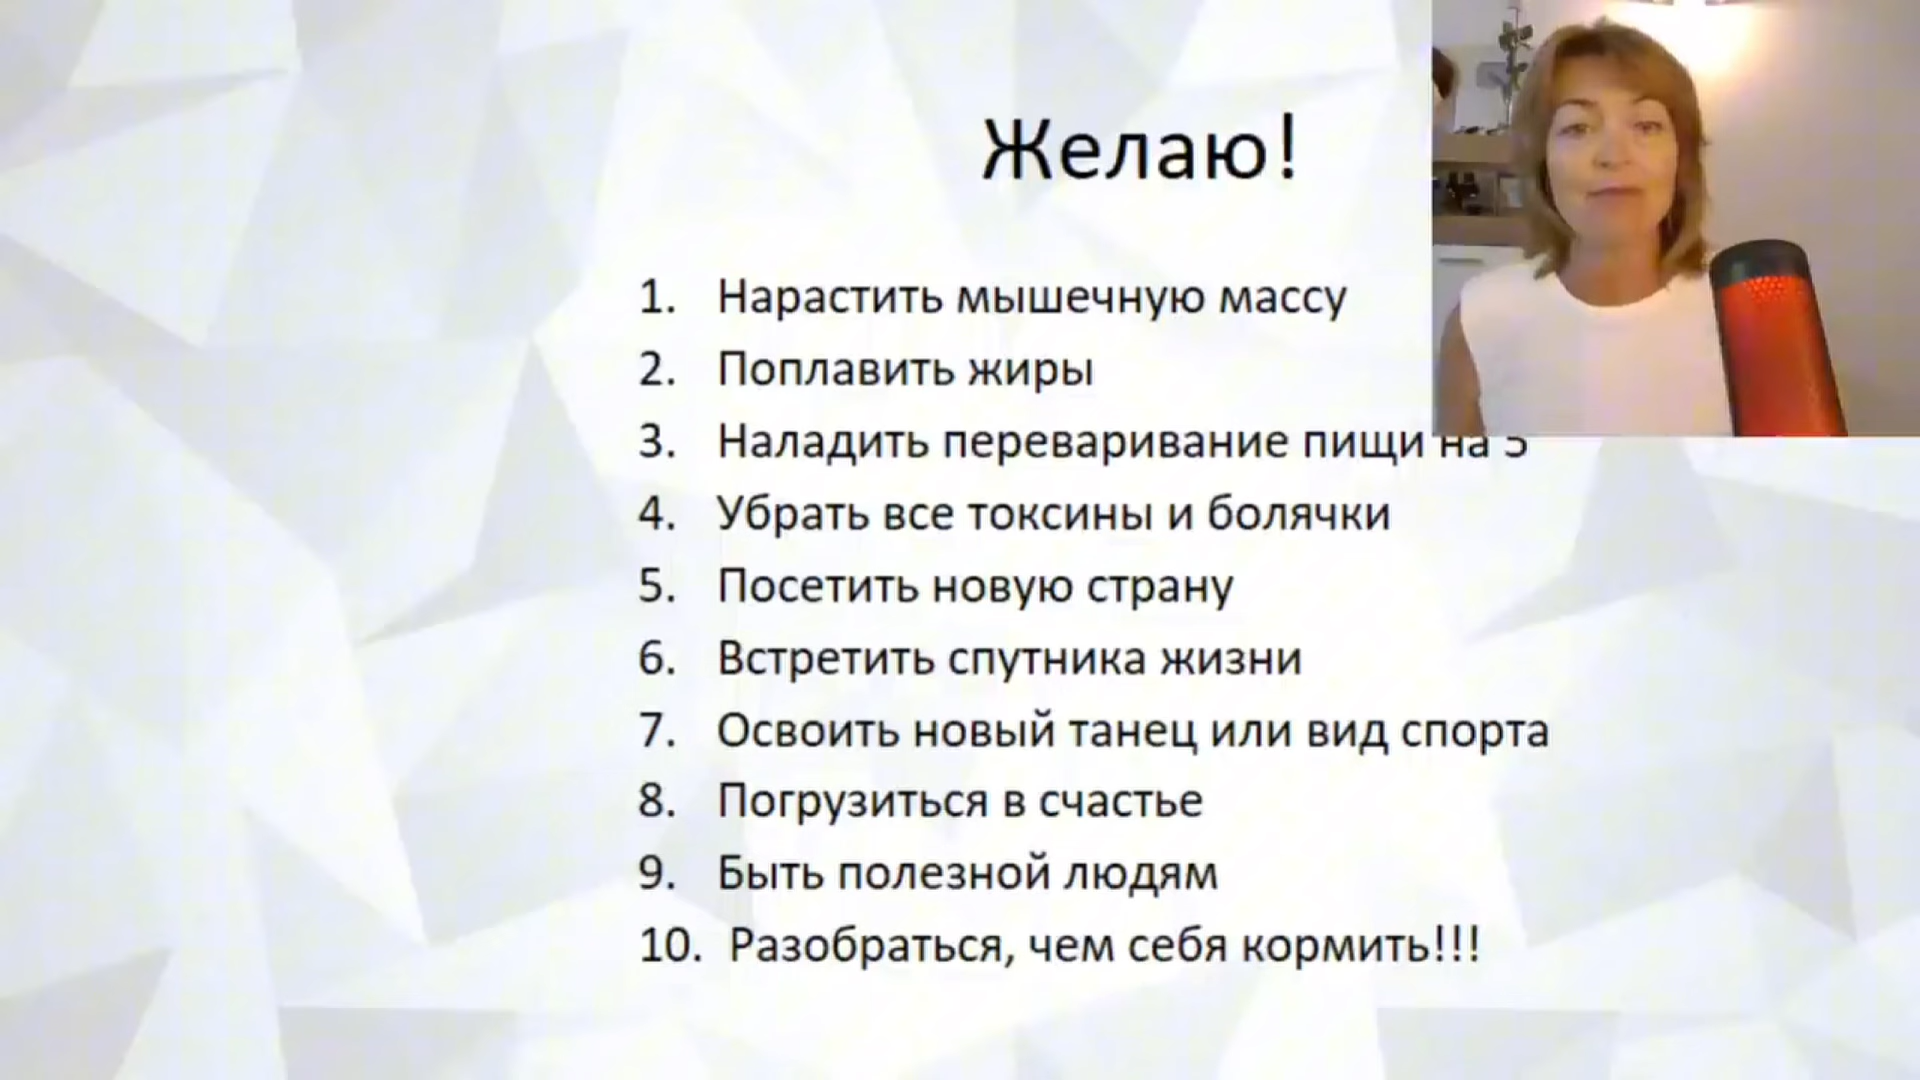 Желаю!
1. Нарастить мышечную массу
2. Поплавить жиры
3. Наладить переваривание пищи на 5
4. Убрать все токсины и болячки
5. Посетить новую страну
6. Встретить спутника жизни
7. Освоить новый танец или вид спорта
8. Погрузиться в счастье
9. Быть полезной людям
10. Разобраться, чем себя кормить!!!